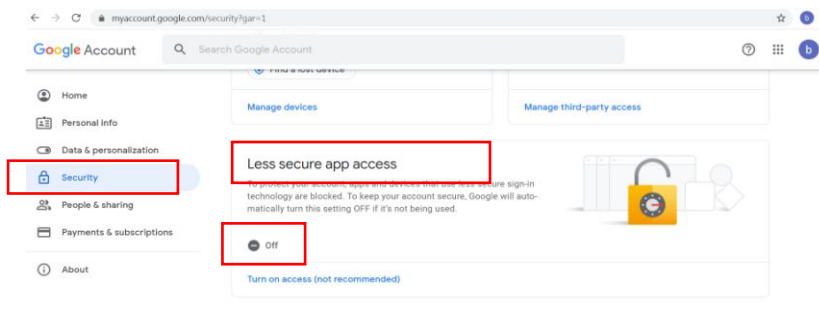 myaccount.google.com/security?gar=1
b
Google Account
Search Google Account
b
Find a lost device
Home
Manage devices
Manage third-party access
Personal info
Data & personalization
Less secure app access
Security
To protect your account, apps and devices that use less secure sign-in
technology are blocked. To keep your account secure, Google will auto-
matically turn this setting OFF if it's not being used.
People & sharing
Payments & subscriptions
Off
About
Turn on access (not recommended)